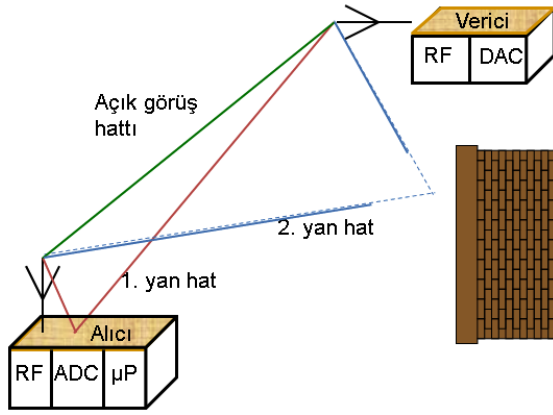 Verici
RF DAC
Açık görüş
hattı
2. yan hat
1. yan hat
Alıcı
RF ADC µP